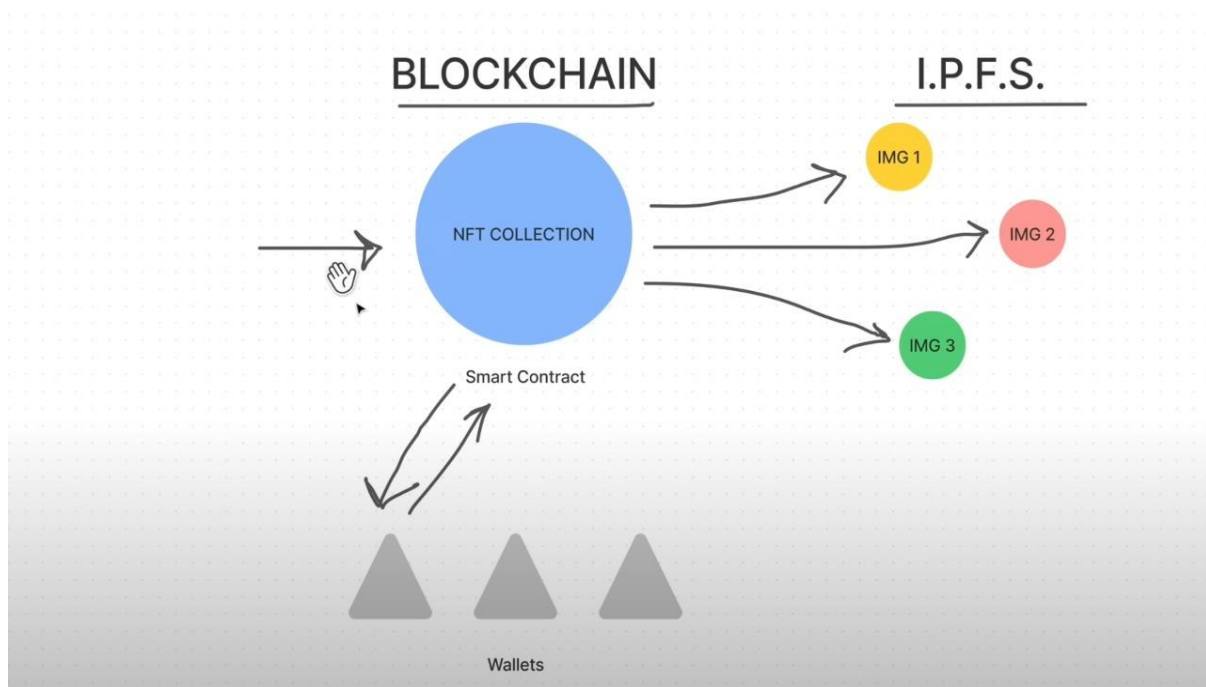 BLOCKCHAIN
I.P.F.S.
IMG 1
NFT COLLECTION
IMG 2
IMG 3
Smart Contract
Wallets